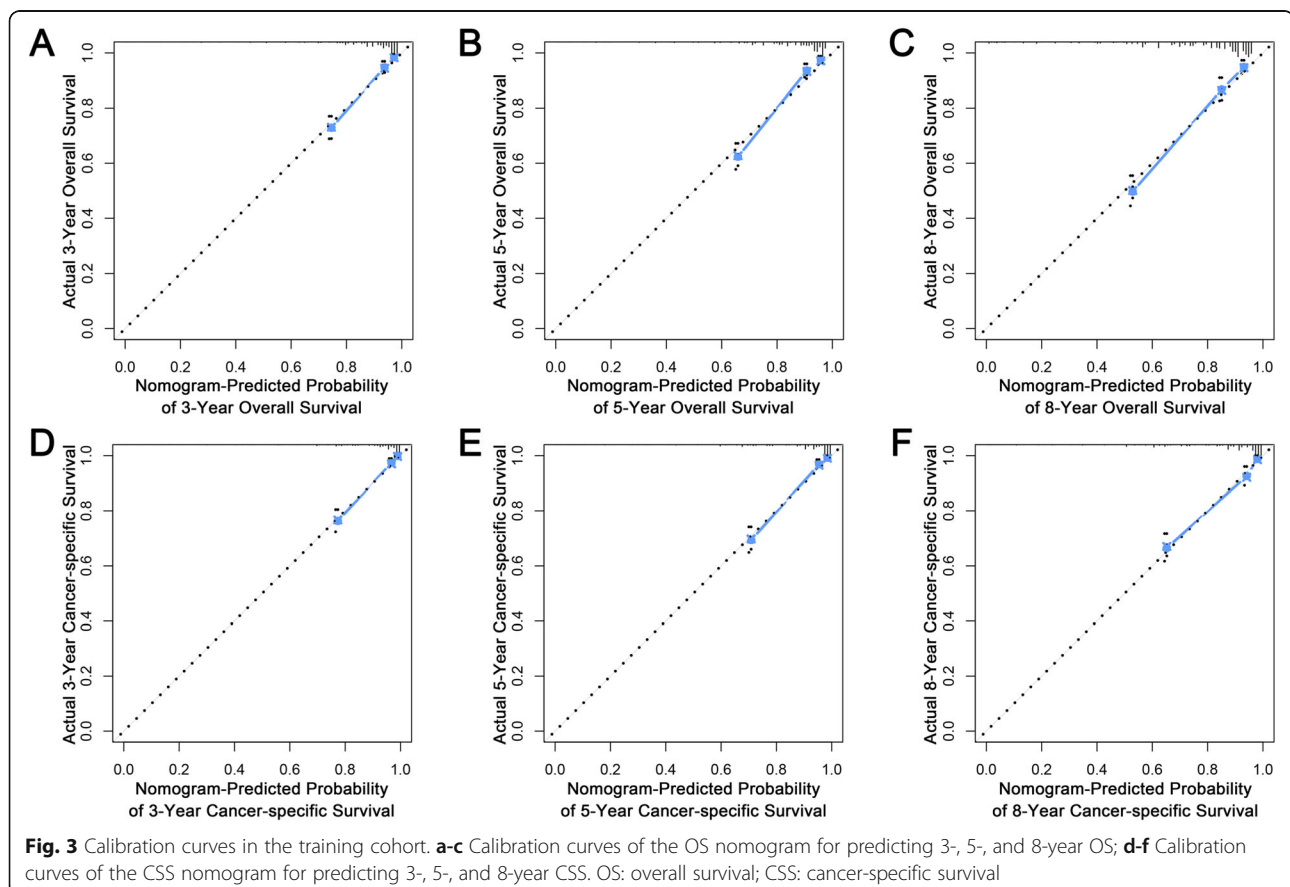 A
Actual 3-Year Overall Survival
0.0 0.2 0.4 0.6 0.8 1.0
0.0 0.2 0.4 0.6 0.8 1.0
Nomogram-Predicted Probability
of 3-Year Overall Survival
B
Actual 5-Year Overall Survival
0.0 0.2 0.4 0.6 0.8 1.0
0.0 0.2 0.4 0.6 0.8 1.0
Nomogram-Predicted Probability
of 5-Year Overall Survival
C
Actual 8-Year Overall Survival
0.0 0.2 0.4 0.6 0.8 1.0
0.0 0.2 0.4 0.6 0.8 1.0
Nomogram-Predicted Probability
of 8-Year Overall Survival
D
Actual 3-Year Cancer-specific Survival
0.0 0.2 0.4 0.6 0.8 1.0
0.0 0.2 0.4 0.6 0.8 1.0
Nomogram-Predicted Probability
of 3-Year Cancer-specific Survival
E
Actual 5-Year Cancer-specific Survival
0.0 0.2 0.4 0.6 0.8 1.0
0.0 0.2 0.4 0.6 0.8 1.0
Nomogram-Predicted Probability
of 5-Year Cancer-specific Survival
F
Actual 8-Year Cancer-specific Survival
0.0 0.2 0.4 0.6 0.8 1.0
0.0 0.2 0.4 0.6 0.8 1.0
Nomogram-Predicted Probability
of 8-Year Cancer-specific Survival
Fig. 3 Calibration curves in the training cohort. a-c Calibration curves of the OS nomogram for predicting 3-, 5-, and 8-year OS; d-f Calibration
curves of the CSS nomogram for predicting 3-, 5-, and 8-year CSS. OS: overall survival; CSS: cancer-specific survival